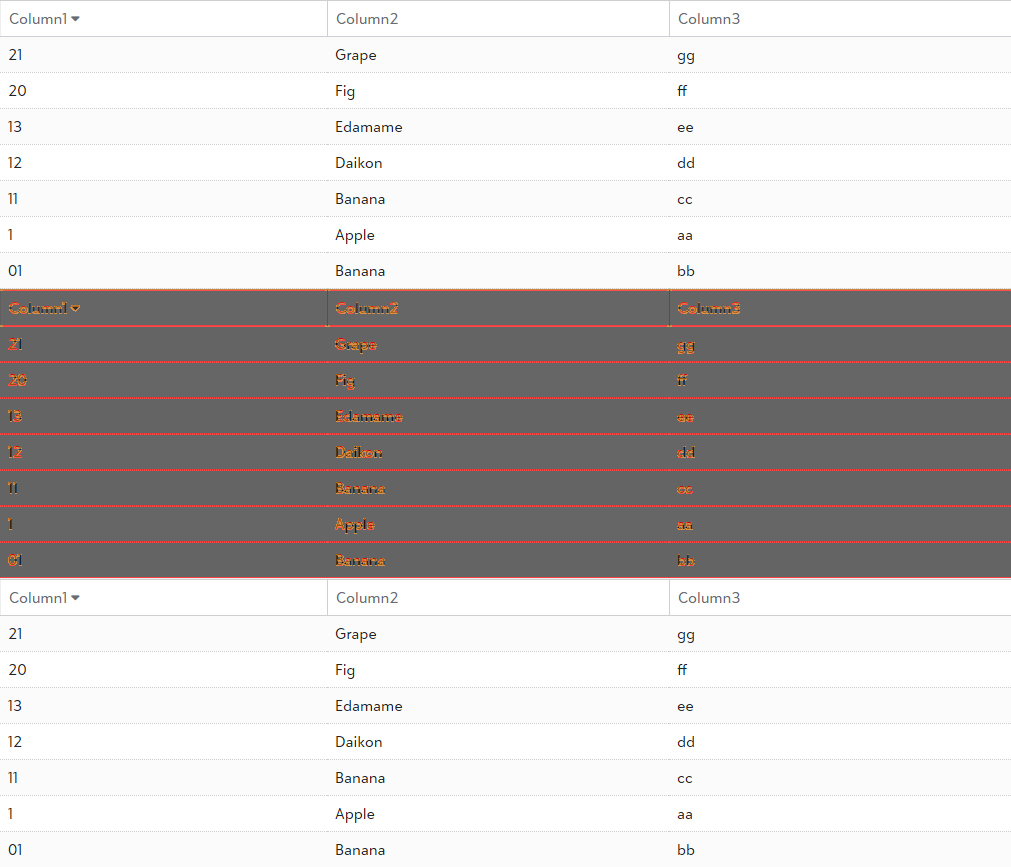 Column1 Column2 Column3
21 Grape gg
20 Fig ff
13 Edamame ee
12 Daikon dd
11 Banana cc
1 Apple aa
01 Banana bb
Column1 Column2 Column3
21 Grape gg
20 Fig ff
13 Edamame ee
12 Daikon dd
11 Banana cc
1 Apple aa
01 Banana bb
Column1 Column2 Column3
21 Grape gg
20 Fig ff
13 Edamame ee
12 Daikon dd
11 Banana cc
1 Apple aa
01 Banana bb